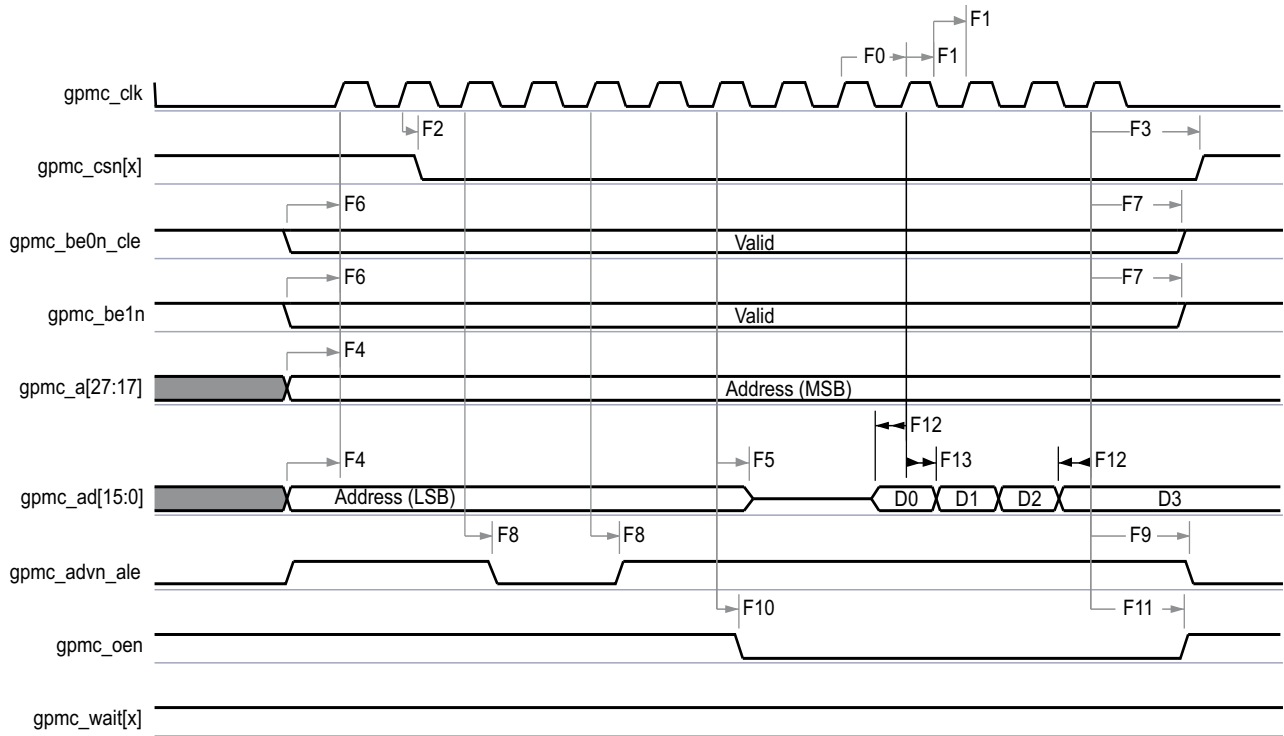 F1
F0 F1
gpmc_clk
F2 F3
gpmc_csn[x]
F6 F7
gpmc_be0n_cle Valid
F6 F7
gpmc_be1n Valid
F4
gpmc_a[27:17] Address (MSB)
F12
F4 F5 F13 F12
gpmc_ad[15:0] Address (LSB) D0 D1 D2 D3
F8 F8 F9
gpmc_advn_ale
F10 F11
gpmc_oen
gpmc_wait[x]